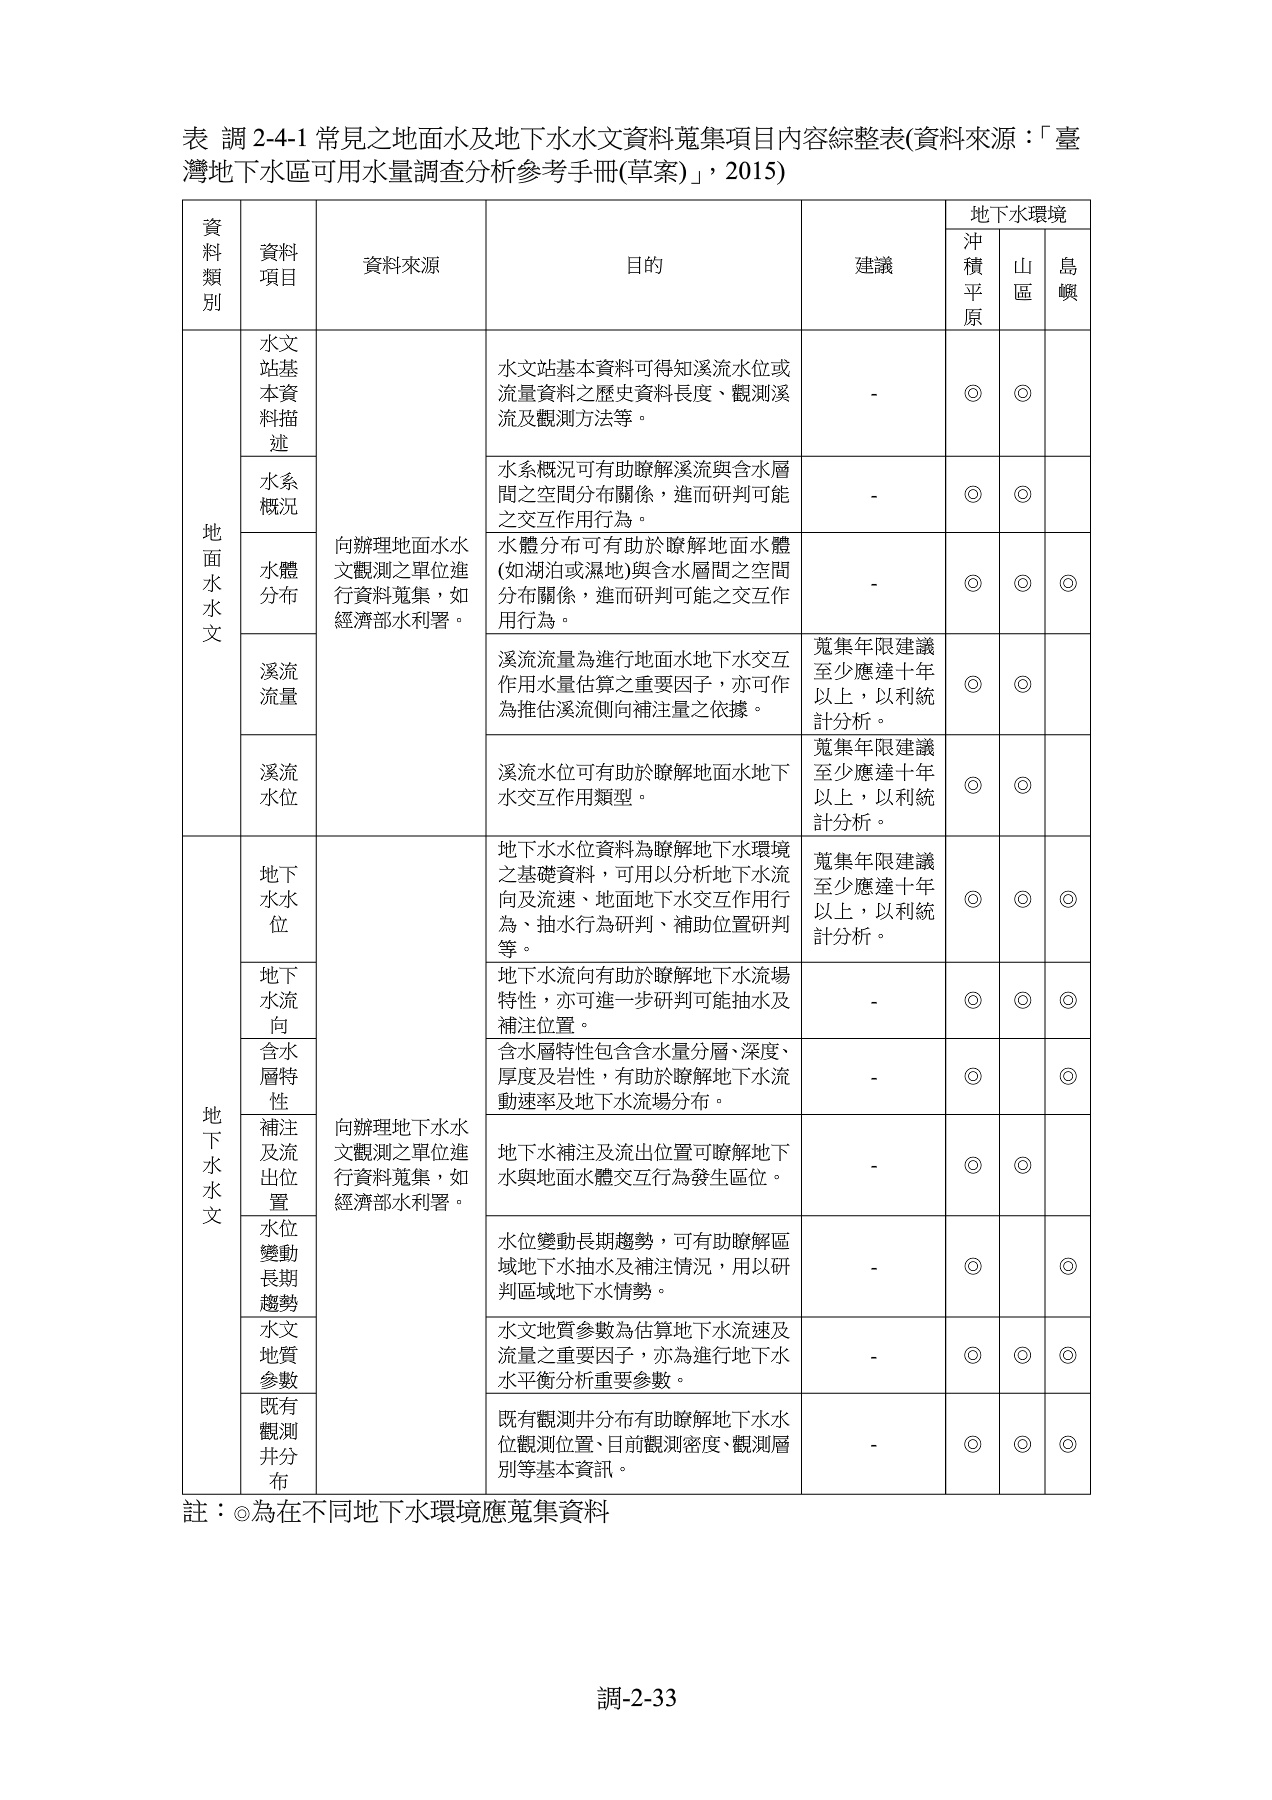 表 調 2-4-1 常見之地面水及地下水水文資料蒐集項目內容綜整表(資料來源：「臺
灣地下水區可用水量調查分析參考手冊(草案)」，2015)
資
料
類
別
資料
項目
資料來源
目的
建議
地下水環境
沖
積
平
原
山
區
島
嶼
地
面
水
水
文
水文
站基
本資
料描
述
向辦理地面水水
文觀測之單位進
行資料蒐集，如
經濟部水利署。
水文站基本資料可得知溪流水位或
流量資料之歷史資料長度、觀測溪
流及觀測方法等。
-
◎
◎
水系
概況
水系概況可有助瞭解溪流與含水層
間之空間分布關係，進而研判可能
之交互作用行為。
-
◎
◎
水體
分布
水體分布可有助於瞭解地面水體
(如湖泊或濕地)與含水層間之空間
分布關係，進而研判可能之交互作
用行為。
-
◎
◎
◎
溪流
流量
溪流流量為進行地面水地下水交互
作用水量估算之重要因子，亦可作
為推估溪流側向補注量之依據。
蒐集年限建議
至少應達十年
以上，以利統
計分析。
◎
◎
溪流
水位
溪流水位可有助於瞭解地面水地下
水交互作用類型。
蒐集年限建議
至少應達十年
以上，以利統
計分析。
◎
◎
地
下
水
水
文
地下
水水
位
向辦理地下水水
文觀測之單位進
行資料蒐集，如
經濟部水利署。
地下水水位資料為瞭解地下水環境
之基礎資料，可用以分析地下水流
向及流速、地面地下水交互作用行
為、抽水行為研判、補助位置研判
等。
蒐集年限建議
至少應達十年
以上，以利統
計分析。
◎
◎
◎
地下
水流
向
地下水流向有助於瞭解地下水流場
特性，亦可進一步研判可能抽水及
補注位置。
-
◎
◎
◎
含水
層特
性
含水層特性包含含水量分層、深度、
厚度及岩性，有助於瞭解地下水流
動速率及地下水流場分布。
-
◎
◎
補注
及流
出位
置
地下水補注及流出位置可瞭解地下
水與地面水體交互行為發生區位。
-
◎
◎
水位
變動
長期
趨勢
水位變動長期趨勢，可有助瞭解區
域地下水抽水及補注情況，用以研
判區域地下水情勢。
-
◎
◎
水文
地質
參數
水文地質參數為估算地下水流速及
流量之重要因子，亦為進行地下水
水平衡分析重要參數。
-
◎
◎
◎
既有
觀測
井分
布
既有觀測井分布有助瞭解地下水水
位觀測位置、目前觀測密度、觀測層
別等基本資訊。
-
◎
◎
◎
註：◎為在不同地下水環境應蒐集資料
調-2-33